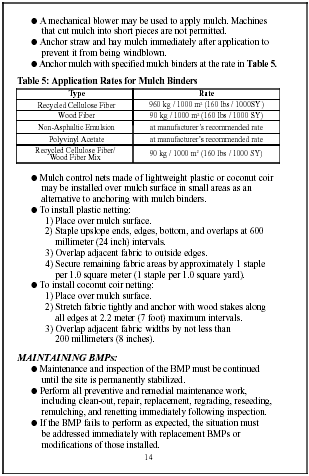 ● A mechanical blower may be used to apply mulch. Machines
that cut mulch into short pieces are not permitted.
● Anchor straw and hay mulch immediately after application to
prevent it from being windblown.
● Anchor mulch with specified mulch binders at the rate in Table 5.
Table 5: Application Rates for Mulch Binders
Type Rate
Recycled Cellulose Fiber 960 kg / 1000 m² (160 lbs / 1000SY)
Wood Fiber 90 kg / 1000 m² (160 lbs / 1000 SY)
Non-Asphaltic Emulsion at manufacturer's recommended rate
Polyvinyl Acetate at manufacturer's recommended rate
Recycled Cellulose Fiber/
Wood Fiber Mix 90 kg / 1000 m² (160 lbs / 1000 SY)
● Mulch control nets made of lightweight plastic or coconut coir
may be installed over mulch surface in small areas as an
alternative to anchoring with mulch binders.
● To install plastic netting:
1) Place over mulch surface.
2) Staple upslope ends, edges, bottom, and overlaps at 600
millimeter (24 inch) intervals.
3) Overlap adjacent fabric to outside edges.
4) Secure remaining fabric areas by approximately 1 staple
per 1.0 square meter (1 staple per 1.0 square yard).
● To install coconut coir netting:
1) Place over mulch surface.
2) Stretch fabric tightly and anchor with wood stakes along
all edges at 2.2 meter (7 foot) maximum intervals.
3) Overlap adjacent fabric widths by not less than
200 millimeters (8 inches).
MAINTAINING BMPs:
● Maintenance and inspection of the BMP must be continued
until the site is permanently stabilized.
● Perform all preventive and remedial maintenance work,
including clean-out, repair, replacement, regrading, reseeding,
remulching, and renetting immediately following inspection.
● If the BMP fails to perform as expected, the situation must
be addressed immediately with replacement BMPs or
modifications of those installed.
14